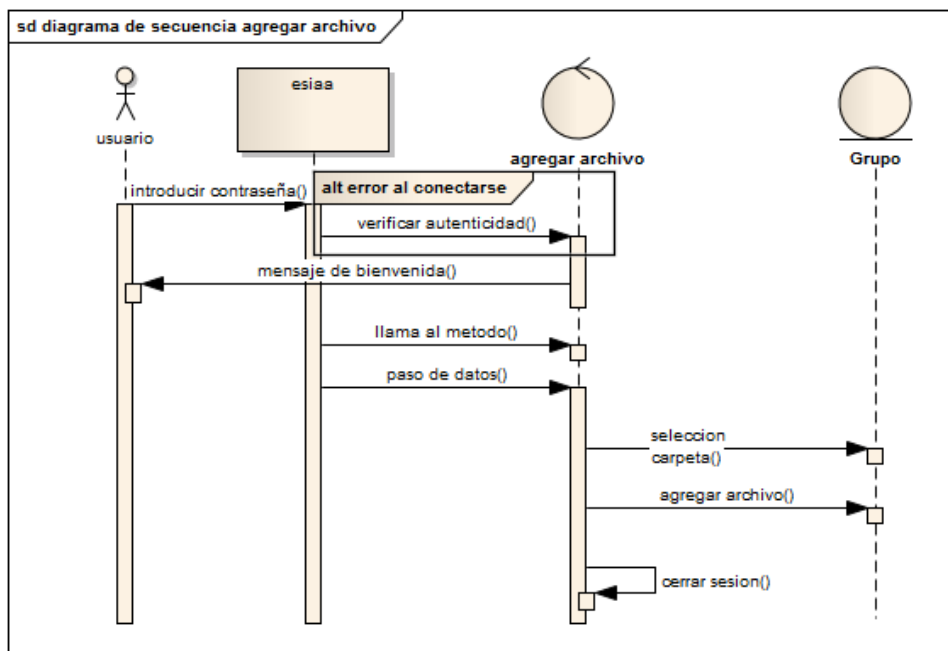 sd diagrama de secuencia agregar archivo
esiaa
usuario
agregar archivo
Grupo
alt error al conectarse
introducir contraseña()
verificar autenticidad()
mensaje de bienvenida()
llama al metodo()
paso de datos()
seleccion
carpeta()
agregar archivo()
cerrar sesion()